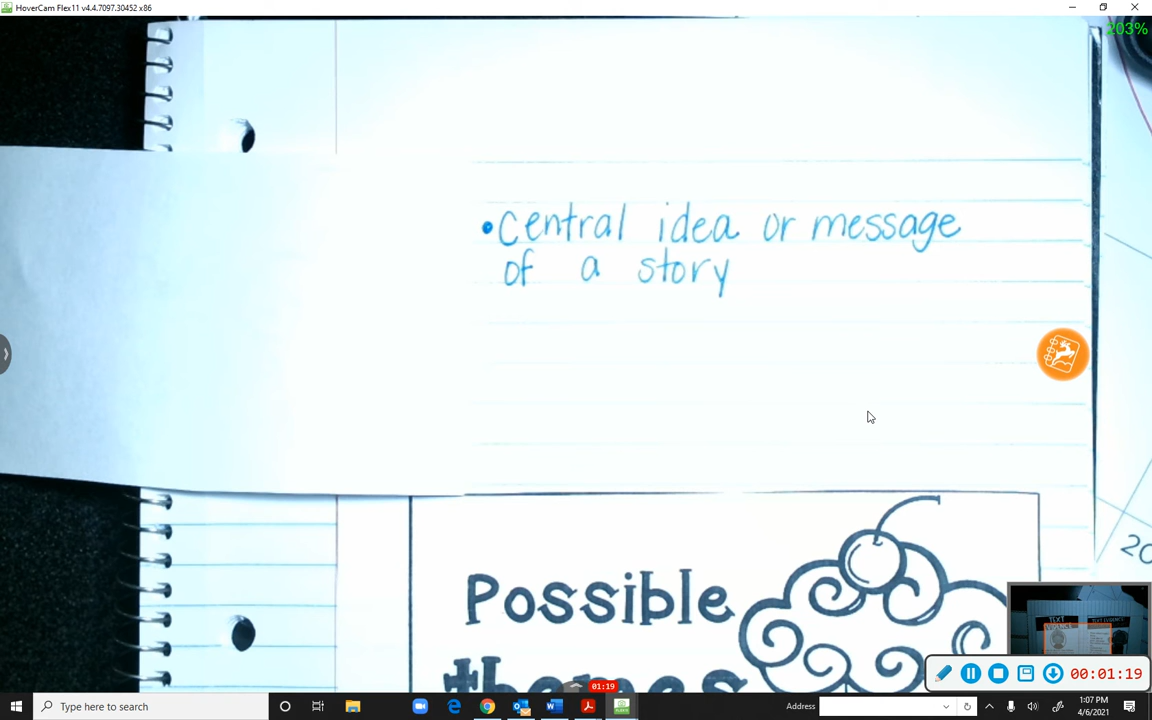 HoverCam Flex11 v4.4.7097.30452 x86
203%
•Central idea or message
of a story
Possible
themes
20
00:01:19
01:19
Type here to search
Address
1:07 PM
4/6/2021